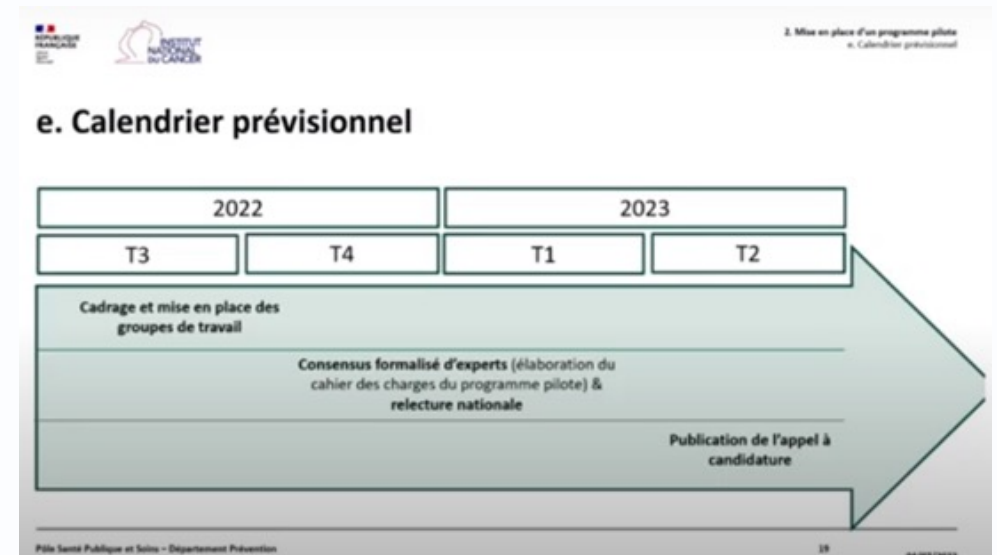 RÉPUBLIQUE
FRANÇAISE
INSTITUT
NATIONAL
DU CANCER
2. Mise en place d'un programme pilote
e. Calendrier prévisionnel
e. Calendrier prévisionnel
2022
2023
T3
T4
T1
T2
Cadrage et mise en place des
groupes de travail
Consensus formalisé d'experts (élaboration du
cahier des charges du programme pilote) &
relecture nationale
Publication de l'appel à
candidature
Pôle Santé Publique et Soins – Département Prévention
19